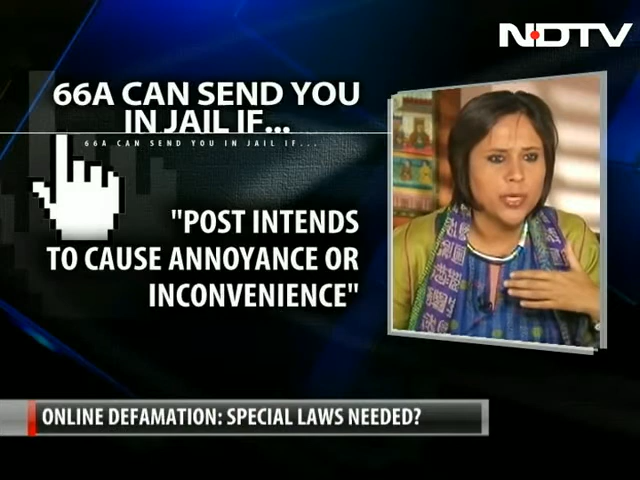 NDTV
66A CAN SEND YOU
IN JAIL IF...
66A CAN SEND YOU IN JAIL IF...
"POST INTENDS
TO CAUSE ANNOYANCE OR
INCONVENIENCE"
ONLINE DEFAMATION: SPECIAL LAWS NEEDED?